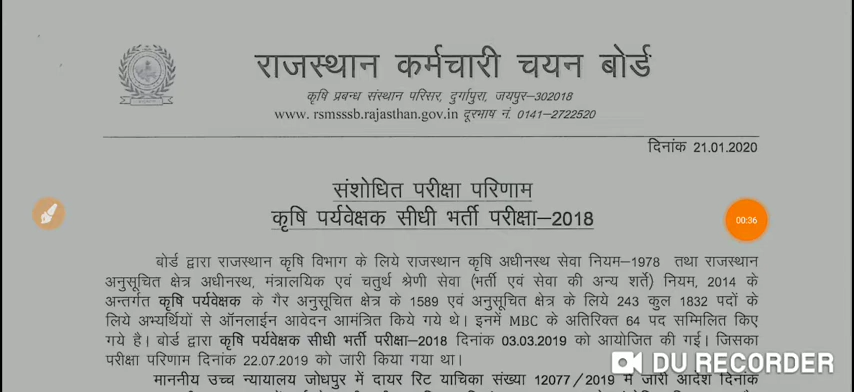 राजस्थान कर्मचारी चयन बोर्ड
कृषि प्रबन्ध संस्थान परिसर, दुर्गापुरा, जयपुर–302018
www. rsmsssb.rajasthan.gov.in दूरभाष नं. 0141–2722520
दिनांक 21.01.2020
संशोधित परीक्षा परिणाम
कृषि पर्यवेक्षक सीधी भर्ती परीक्षा–2018
00:36
बोर्ड द्वारा राजस्थान कृषि विभाग के लिये राजस्थान कृषि अधीनस्थ सेवा नियम–1978 तथा राजस्थान
अनुसूचित क्षेत्र अधीनस्थ, मंत्रालयिक एवं चतुर्थ श्रेणी सेवा (भर्ती एवं सेवा की अन्य शर्ते) नियम, 2014 के
अन्तर्गत कृषि पर्यवेक्षक के गैर अनुसूचित क्षेत्र के 1589 एवं अनुसूचित क्षेत्र के लिये 243 कुल 1832 पदों के
लिये अभ्यर्थियों से ऑनलाईन आवेदन आमंत्रित किये गये थे। इनमें MBC के अतिरिक्त 64 पद सम्मिलित किए
गये है। बोर्ड द्वारा कृषि पर्यवेक्षक सीधी भर्ती परीक्षा–2018 दिनांक 03.03.2019 को आयोजित की गई। जिसका
परीक्षा परिणाम दिनांक 22.07.2019 को जारी किया गया था।
DU RECORDER
माननीय उच्च न्यायालय जोधपुर में दायर रिट याचिका संख्या 12077/2019 में जारी आदेश दिनांक